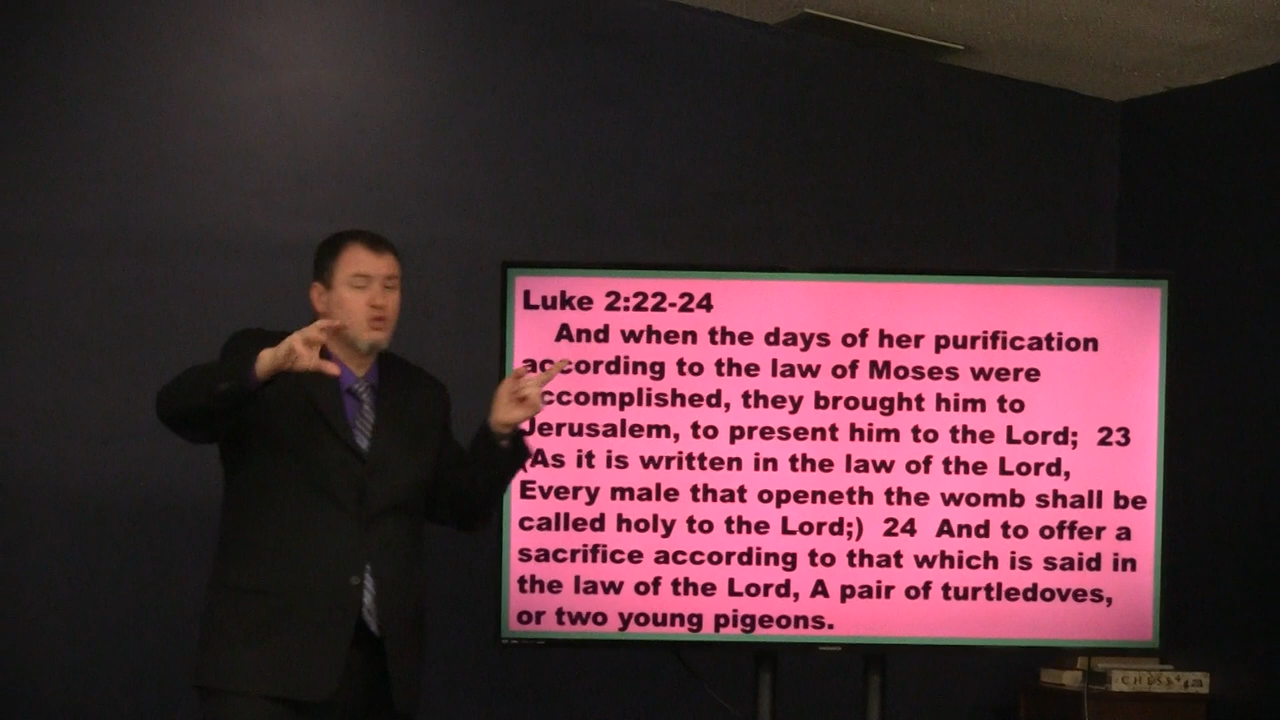 Luke 2:22-24
And when the days of her purification
according to the law of Moses were
accomplished, they brought him to
Jerusalem, to present him to the Lord; 23
(As it is written in the law of the Lord,
Every male that openeth the womb shall be
called holy to the Lord;) 24 And to offer a
sacrifice according to that which is said in
the law of the Lord, A pair of turtledoves,
or two young pigeons.
CHESS